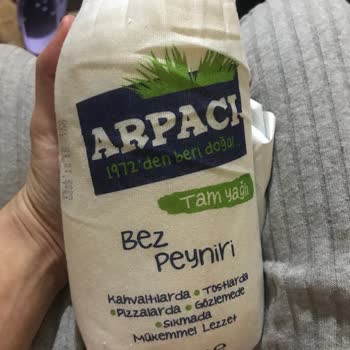 ARPACI
1972'den beri doğal...
Tam yağlı
Bez
Peyniri
Kahvaltılarda • Tostlarda
• Pizzalarda • Gözlemede
• Sıkmada
Mükemmel Lezzet